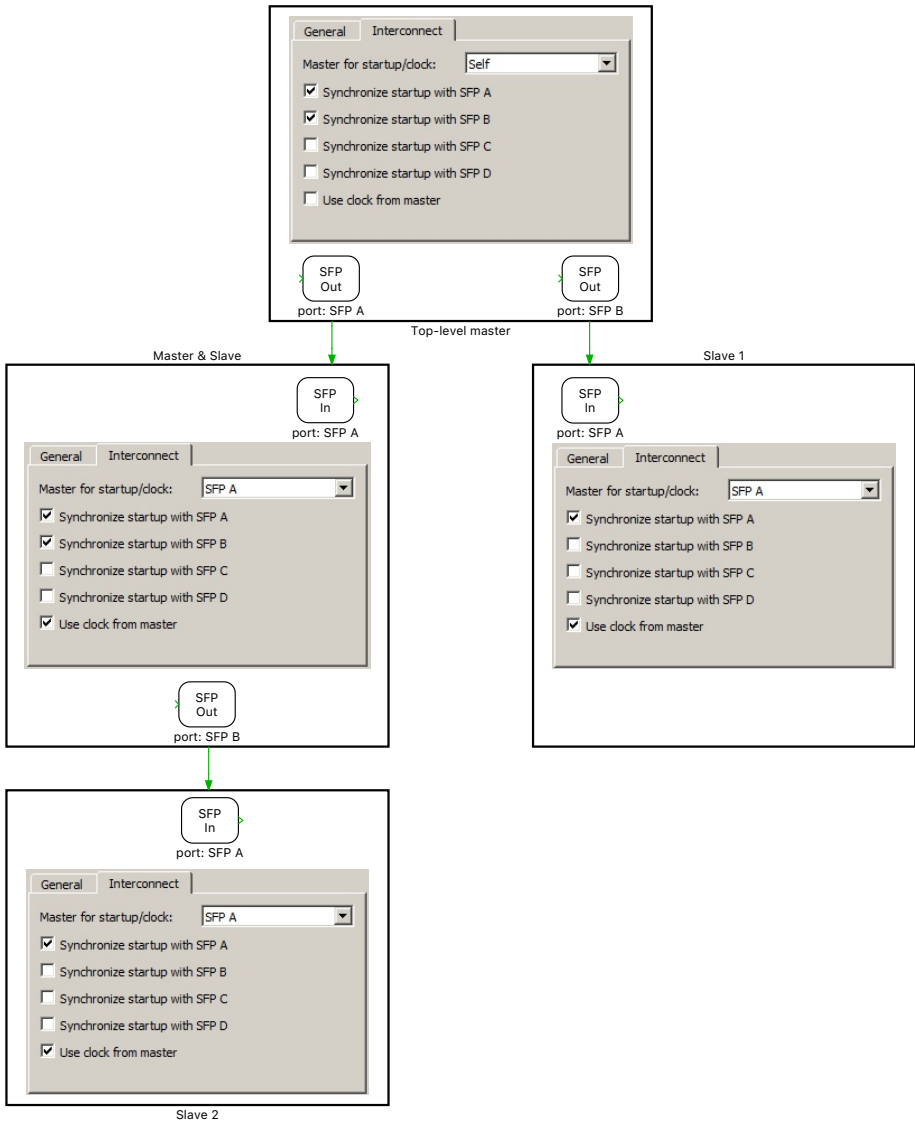 General Interconnect
Master for startup/clock: Self
Synchronize startup with SFP A
Synchronize startup with SFP B
Synchronize startup with SFP C
Synchronize startup with SFP D
Use clock from master
SFP
Out
port: SFP A
SFP
Out
port: SFP B
Top-level master
Master & Slave
SFP
In
port: SFP A
General Interconnect
Master for startup/clock: SFP A
Synchronize startup with SFP A
Synchronize startup with SFP B
Synchronize startup with SFP C
Synchronize startup with SFP D
Use clock from master
SFP
Out
port: SFP B
Slave 1
SFP
In
port: SFP A
General Interconnect
Master for startup/clock: SFP A
Synchronize startup with SFP A
Synchronize startup with SFP B
Synchronize startup with SFP C
Synchronize startup with SFP D
Use clock from master
SFP
In
port: SFP A
General Interconnect
Master for startup/clock: SFP A
Synchronize startup with SFP A
Synchronize startup with SFP B
Synchronize startup with SFP C
Synchronize startup with SFP D
Use clock from master
Slave 2